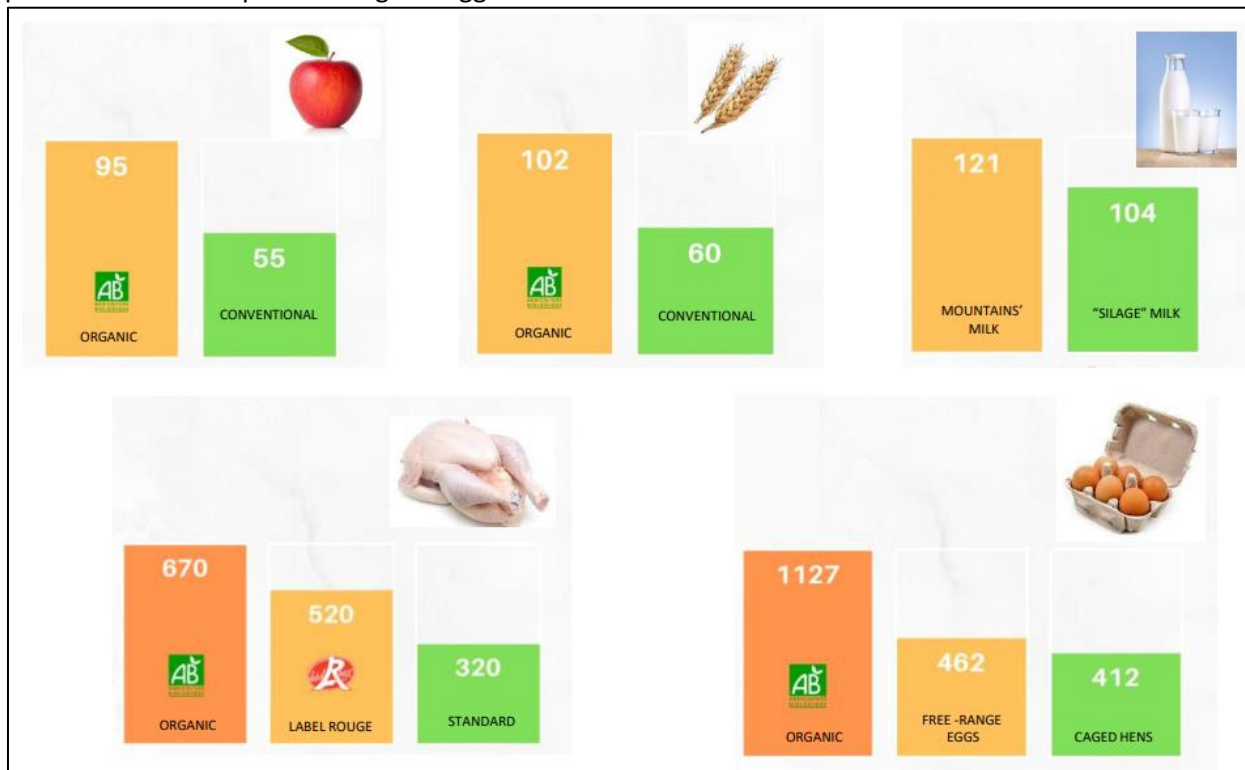 95
AB
ORGANIC
55
CONVENTIONAL
102
AB
ORGANIC
60
CONVENTIONAL
121
MOUNTAINS’
MILK
104
“SILAGE” MILK
670
AB
ORGANIC
520
R
LABEL ROUGE
320
STANDARD
1127
AB
ORGANIC
462
FREE -RANGE
EGGS
412
CAGED HENS